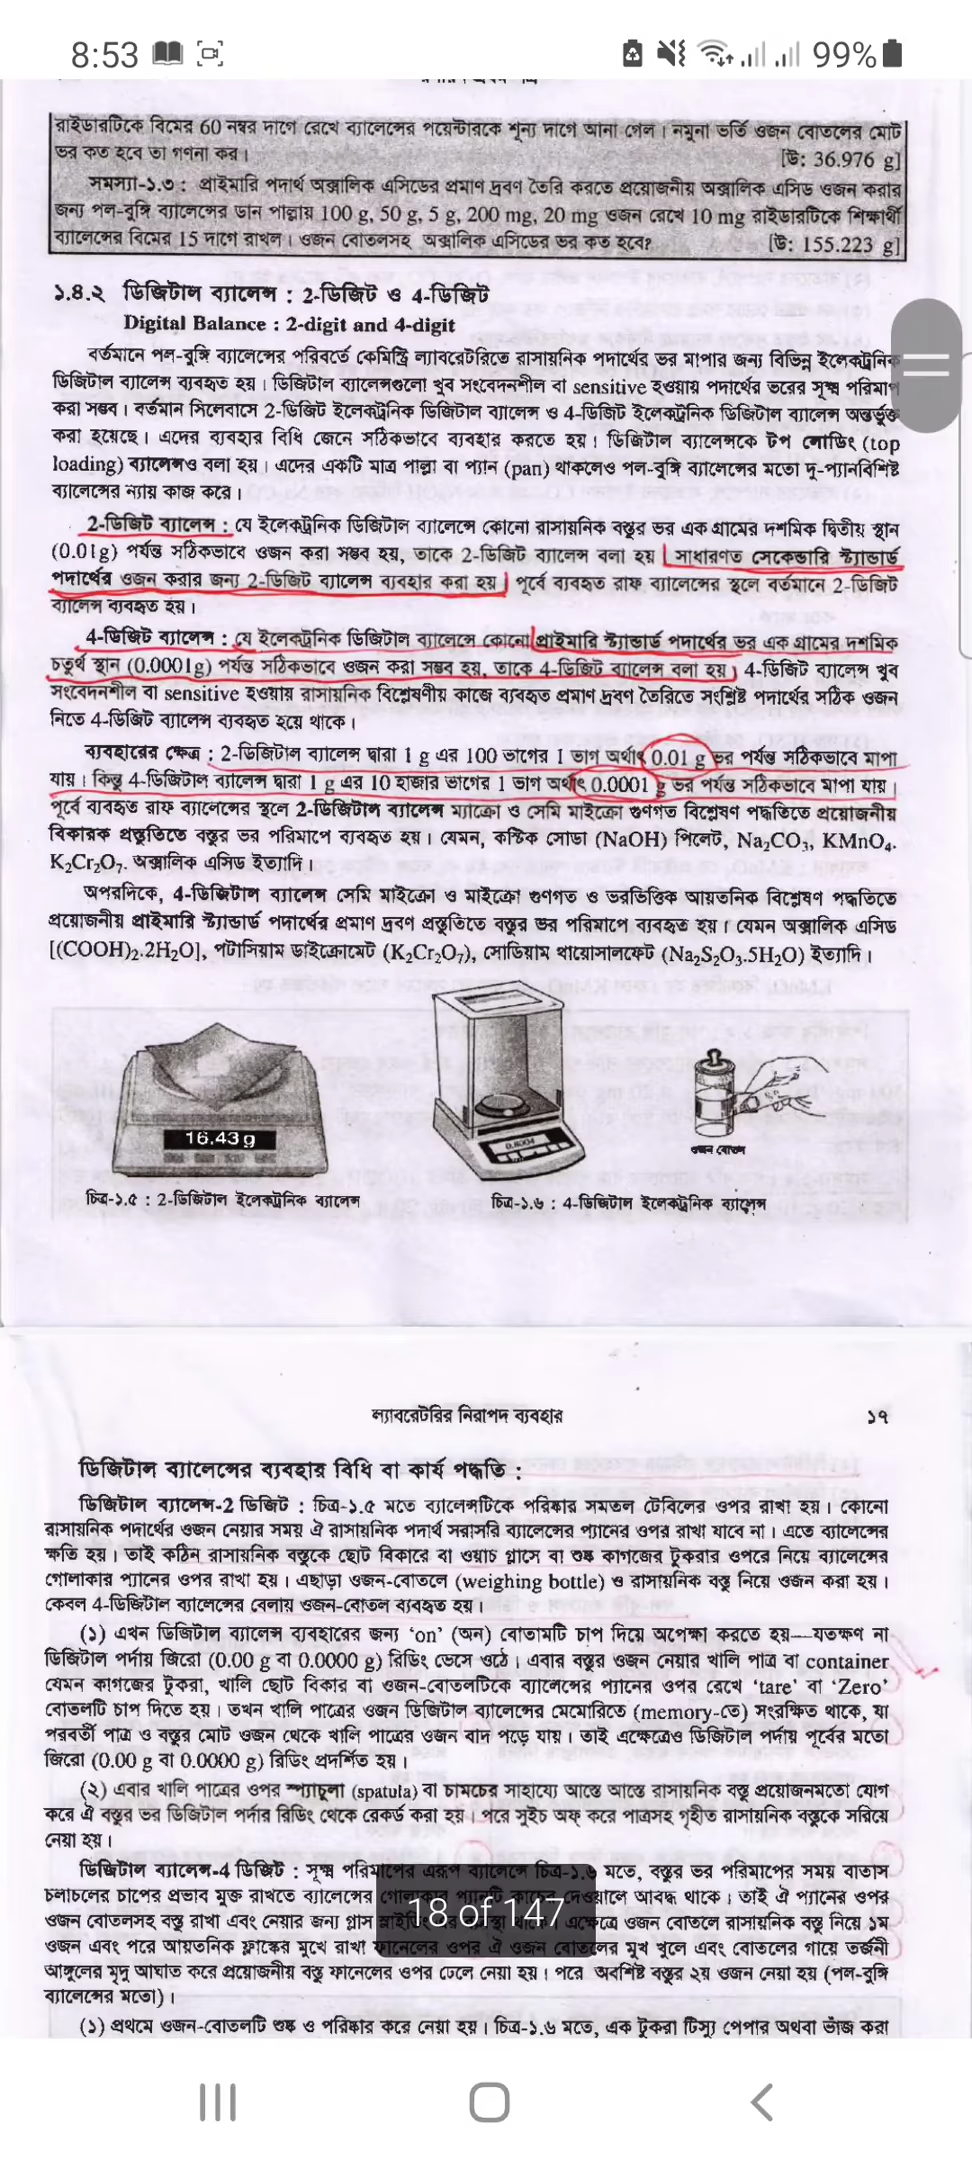 8:53
99%
রাইডারটিকে বিমের 60 নম্বর দাগে রেখে ব্যালেন্সের পয়েন্টারকে শূন্য দাগে আনা গেল। নমুনা ভর্তি ওজন বোতলের মোট
ভর কত হবে তা গণনা কর। [উ: 36.976 g]
সমস্যা-১.৩ : প্রাইমারি পদার্থ অক্সালিক এসিডের প্রমাণ দ্রবণ তৈরি করতে প্রয়োজনীয় অক্সালিক এসিড ওজন করার
জন্য পল-বুঙ্গি ব্যালেন্সের ডান পাল্লায় 100 g, 50 g, 5 g, 200 mg, 20 mg ওজন রেখে 10 mg রাইডারটিকে শিক্ষার্থী
ব্যালেন্সের বিমের 15 দাগে রাখল। ওজন বোতলসহ অক্সালিক এসিডের ভর কত হবে? [উ: 155.223 g]
১.৪.২ ডিজিটাল ব্যালেন্স : 2-ডিজিট ও 4-ডিজিট
Digital Balance : 2-digit and 4-digit
বর্তমানে পল-বুঙ্গি ব্যালেন্সের পরিবর্তে কেমিস্ট্রি ল্যাবরেটরিতে রাসায়নিক পদার্থের ভর মাপার জন্য বিভিন্ন ইলেকট্রনিক
ডিজিটাল ব্যালেন্স ব্যবহৃত হয়। ডিজিটাল ব্যালেন্সগুলো খুব সংবেদনশীল বা sensitive হওয়ায় পদার্থের ভরের সূক্ষ্ম পরিমাপ
করা সম্ভব। বর্তমান সিলেবাসে 2-ডিজিট ইলেকট্রনিক ডিজিটাল ব্যালেন্স ও 4-ডিজিট ইলেকট্রনিক ডিজিটাল ব্যালেন্স অন্তর্ভুক্ত
করা হয়েছে। এদের ব্যবহার বিধি জেনে সঠিকভাবে ব্যবহার করতে হয়। ডিজিটাল ব্যালেন্সকে টপ লোডিং (top
loading) ব্যালেন্সও বলা হয়। এদের একটি মাত্র পাল্লা বা প্যান (pan) থাকলেও পল-বুঙ্গি ব্যালেন্সের মতো দু-প্যানবিশিষ্ট
ব্যালেন্সের ন্যায় কাজ করে।
2-ডিজিট ব্যালেন্স : যে ইলেকট্রনিক ডিজিটাল ব্যালেন্সে কোনো রাসায়নিক বস্তুর ভর এক গ্রামের দশমিক দ্বিতীয় স্থান
(0.01g) পর্যন্ত সঠিকভাবে ওজন করা সম্ভব হয়, তাকে 2-ডিজিট ব্যালেন্স বলা হয়। সাধারণত সেকেন্ডারি স্ট্যান্ডার্ড
পদার্থের ওজন করার জন্য 2-ডিজিট ব্যালেন্স ব্যবহার করা হয়। পূর্বে ব্যবহৃত রাফ ব্যালেন্সের স্থলে বর্তমানে 2-ডিজিট
ব্যালেন্স ব্যবহৃত হয়।
4-ডিজিট ব্যালেন্স : যে ইলেকট্রনিক ডিজিটাল ব্যালেন্সে কোনো প্রাইমারি স্ট্যান্ডার্ড পদার্থের ভর এক গ্রামের দশমিক
চতুর্থ স্থান (0.0001g) পর্যন্ত সঠিকভাবে ওজন করা সম্ভব হয়, তাকে 4-ডিজিট ব্যালেন্স বলা হয়। 4-ডিজিট ব্যালেন্স খুব
সংবেদনশীল বা sensitive হওয়ায় রাসায়নিক বিশ্লেষণীয় কাজে ব্যবহৃত প্রমাণ দ্রবণ তৈরিতে সংশ্লিষ্ট পদার্থের সঠিক ওজন
নিতে 4-ডিজিট ব্যালেন্স ব্যবহৃত হয়ে থাকে।
ব্যবহারের ক্ষেত্র : 2-ডিজিটাল ব্যালেন্স দ্বারা 1 g এর 100 ভাগের 1 ভাগ অর্থাৎ 0.01 g ভর পর্যন্ত সঠিকভাবে মাপা
যায়। কিন্তু 4-ডিজিটাল ব্যালেন্স দ্বারা 1 g এর 10 হাজার ভাগের 1 ভাগ অর্থাৎ 0.0001 g ভর পর্যন্ত সঠিকভাবে মাপা যায়।
পূর্বে ব্যবহৃত রাফ ব্যালেন্সের স্থলে 2-ডিজিটাল ব্যালেন্স ম্যাক্রো ও সেমি মাইক্রো গুণগত বিশ্লেষণ পদ্ধতিতে প্রয়োজনীয়
বিকারক প্রস্তুতিতে বস্তুর ভর পরিমাপে ব্যবহৃত হয়। যেমন, কস্টিক সোডা (NaOH) পিলেট, Na₂CO₃, KMnO₄.
K₂Cr₂O₇. অক্সালিক এসিড ইত্যাদি।
অপরদিকে, 4-ডিজিটাল ব্যালেন্স সেমি মাইক্রো ও মাইক্রো গুণগত ও ভরভিত্তিক আয়তনিক বিশ্লেষণ পদ্ধতিতে
প্রয়োজনীয় প্রাইমারি স্ট্যান্ডার্ড পদার্থের প্রমাণ দ্রবণ প্রস্তুতিতে বস্তুর ভর পরিমাপে ব্যবহৃত হয়। যেমন অক্সালিক এসিড
[(COOH)₂.2H₂O], পটাসিয়াম ডাইক্রোমেট (K₂Cr₂O₇), সোডিয়াম থায়োসালফেট (Na₂S₂O₃.5H₂O) ইত্যাদি।
16.43 g
0.8004
ওজন বোতল
চিত্র-১.৫ : 2-ডিজিটাল ইলেকট্রনিক ব্যালেন্স
চিত্র-১.৬ : 4-ডিজিটাল ইলেকট্রনিক ব্যালেন্স
ল্যাবরেটরির নিরাপদ ব্যবহার ১৭
ডিজিটাল ব্যালেন্সের ব্যবহার বিধি বা কার্য পদ্ধতি :
ডিজিটাল ব্যালেন্স-2 ডিজিট : চিত্র-১.৫ মতে ব্যালেন্সটিকে পরিষ্কার সমতল টেবিলের ওপর রাখা হয়। কোনো
রাসায়নিক পদার্থের ওজন নেয়ার সময় ঐ রাসায়নিক পদার্থ সরাসরি ব্যালেন্সের প্যানের ওপর রাখা যাবে না। এতে ব্যালেন্সের
ক্ষতি হয়। তাই কঠিন রাসায়নিক বস্তুকে ছোট বিকারে বা ওয়াচ গ্লাসে বা শুষ্ক কাগজের টুকরার ওপরে নিয়ে ব্যালেন্সের
গোলাকার প্যানের ওপর রাখা হয়। এছাড়া ওজন-বোতলে (weighing bottle) ও রাসায়নিক বস্তু নিয়ে ওজন করা হয়।
কেবল 4-ডিজিটাল ব্যালেন্সের বেলায় ওজন-বোতল ব্যবহৃত হয়।
(১) এখন ডিজিটাল ব্যালেন্স ব্যবহারের জন্য ‘on’ (অন) বোতামটি চাপ দিয়ে অপেক্ষা করতে হয়—যতক্ষণ না
ডিজিটাল পর্দায় জিরো (0.00 g বা 0.0000 g) রিডিং ভেসে ওঠে। এবার বস্তুর ওজন নেয়ার খালি পাত্র বা container
যেমন কাগজের টুকরা, খালি ছোট বিকার বা ওজন-বোতলটিকে ব্যালেন্সের প্যানের ওপর রেখে ‘tare’ বা ‘Zero’
বোতলটি চাপ দিতে হয়। তখন খালি পাত্রের ওজন ডিজিটাল ব্যালেন্সের মেমোরিতে (memory-তে) সংরক্ষিত থাকে, যা
পরবর্তী পাত্র ও বস্তুর মোট ওজন থেকে খালি পাত্রের ওজন বাদ পড়ে যায়। তাই এক্ষেত্রেও ডিজিটাল পর্দায় পূর্বের মতো
জিরো (0.00 g বা 0.0000 g) রিডিং প্রদর্শিত হয়।
(২) এবার খালি পাত্রের ওপর স্প্যাচুলা (spatula) বা চামচের সাহায্যে আস্তে আস্তে রাসায়নিক বস্তু প্রয়োজনমতো যোগ
করে ঐ বস্তুর ভর ডিজিটাল পর্দার রিডিং থেকে রেকর্ড করা হয়। পরে সুইচ অফ্ করে পাত্রসহ গৃহীত রাসায়নিক বস্তুকে সরিয়ে
নেয়া হয়।
ডিজিটাল ব্যালেন্স-4 ডিজিট : সূক্ষ্ম পরিমাপের এরূপ ব্যালেন্সে চিত্র-১.৬ মতে, বস্তুর ভর পরিমাপের সময় বাতাস
চলাচলের চাপের প্রভাব মুক্ত রাখতে ব্যালেন্সের গোলাকার প্যানটি কাচের দেওয়ালে আবদ্ধ থাকে। তাই ঐ প্যানের ওপর
18 of 147
ওজন বোতলসহ বস্তু রাখা এবং নেয়ার জন্য গ্লাস ব্যবস্থা থাকে। এক্ষেত্রে ওজন বোতলে রাসায়নিক বস্তু নিয়ে ১ম
ওজন এবং পরে আয়তনিক ফ্লাস্কের মুখে রাখা ফানেলের ওপর ঐ ওজন বোতলের মুখ খুলে এবং বোতলের গায়ে তর্জনী
আঙ্গুলের মৃদু আঘাত করে প্রয়োজনীয় বস্তু ফানেলের ওপর ঢেলে নেয়া হয়। পরে অবশিষ্ট বস্তুর ২য় ওজন নেয়া হয় (পল-বুঙ্গি
ব্যালেন্সের মতো)।
(১) প্রথমে ওজন-বোতলটি শুষ্ক ও পরিষ্কার করে নেয়া হয়। চিত্র-১.৬ মতে, এক টুকরা টিস্যু পেপার অথবা ভাঁজ করা